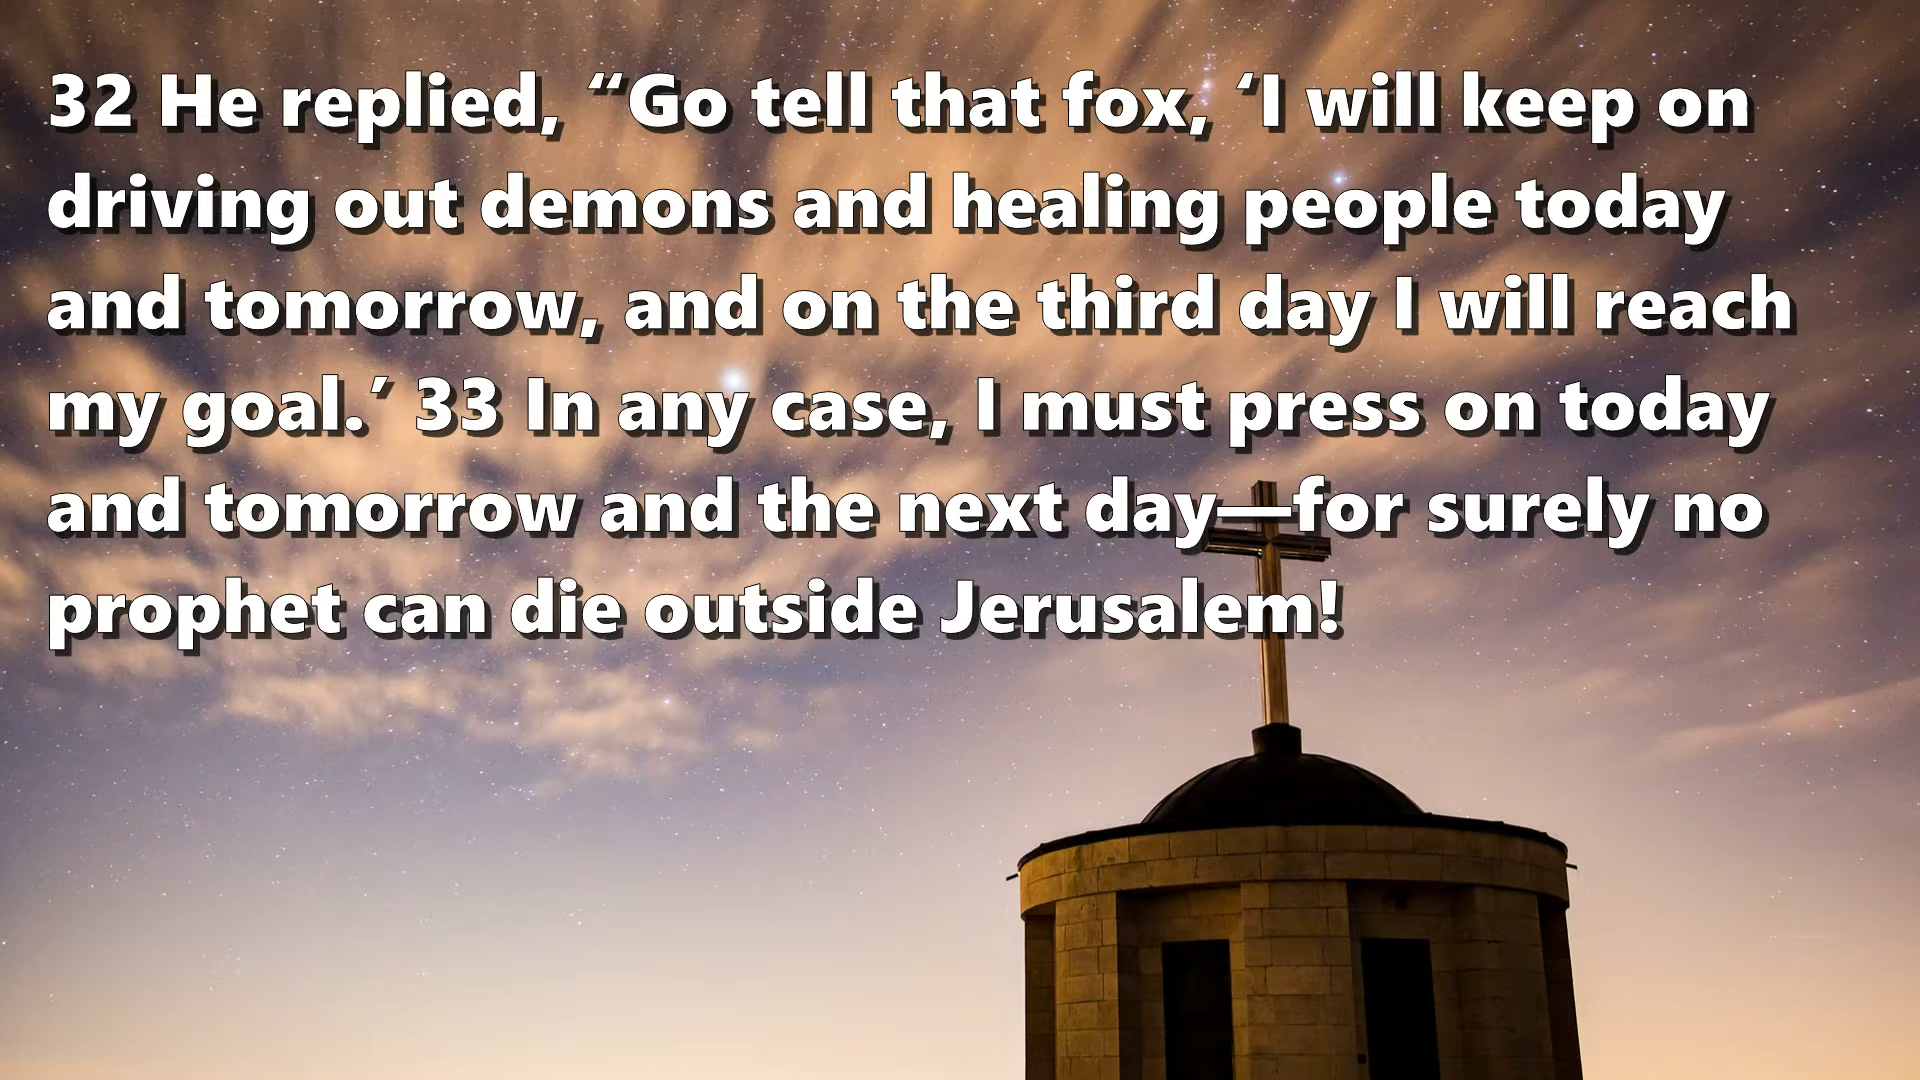 32 He replied, “Go tell that fox, ‘I will keep on
driving out demons and healing people today
and tomorrow, and on the third day I will reach
my goal.’ 33 In any case, I must press on today
and tomorrow and the next day—for surely no
prophet can die outside Jerusalem!